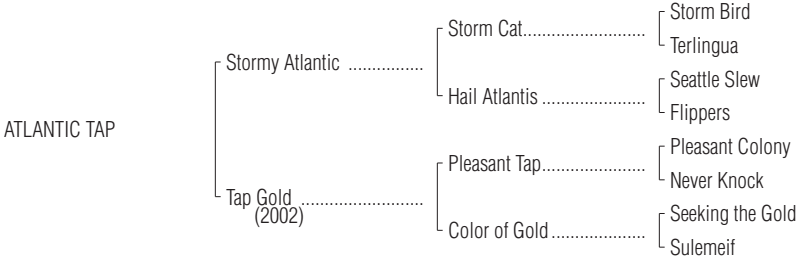 Storm Bird
Storm Cat..........................
Terlingua
Stormy Atlantic ................
Seattle Slew
Hail Atlantis ......................
Flippers
ATLANTIC TAP
Pleasant Colony
Pleasant Tap......................
Never Knock
Tap Gold ..........................
(2002)
Seeking the Gold
Color of Gold ....................
Sulemeif